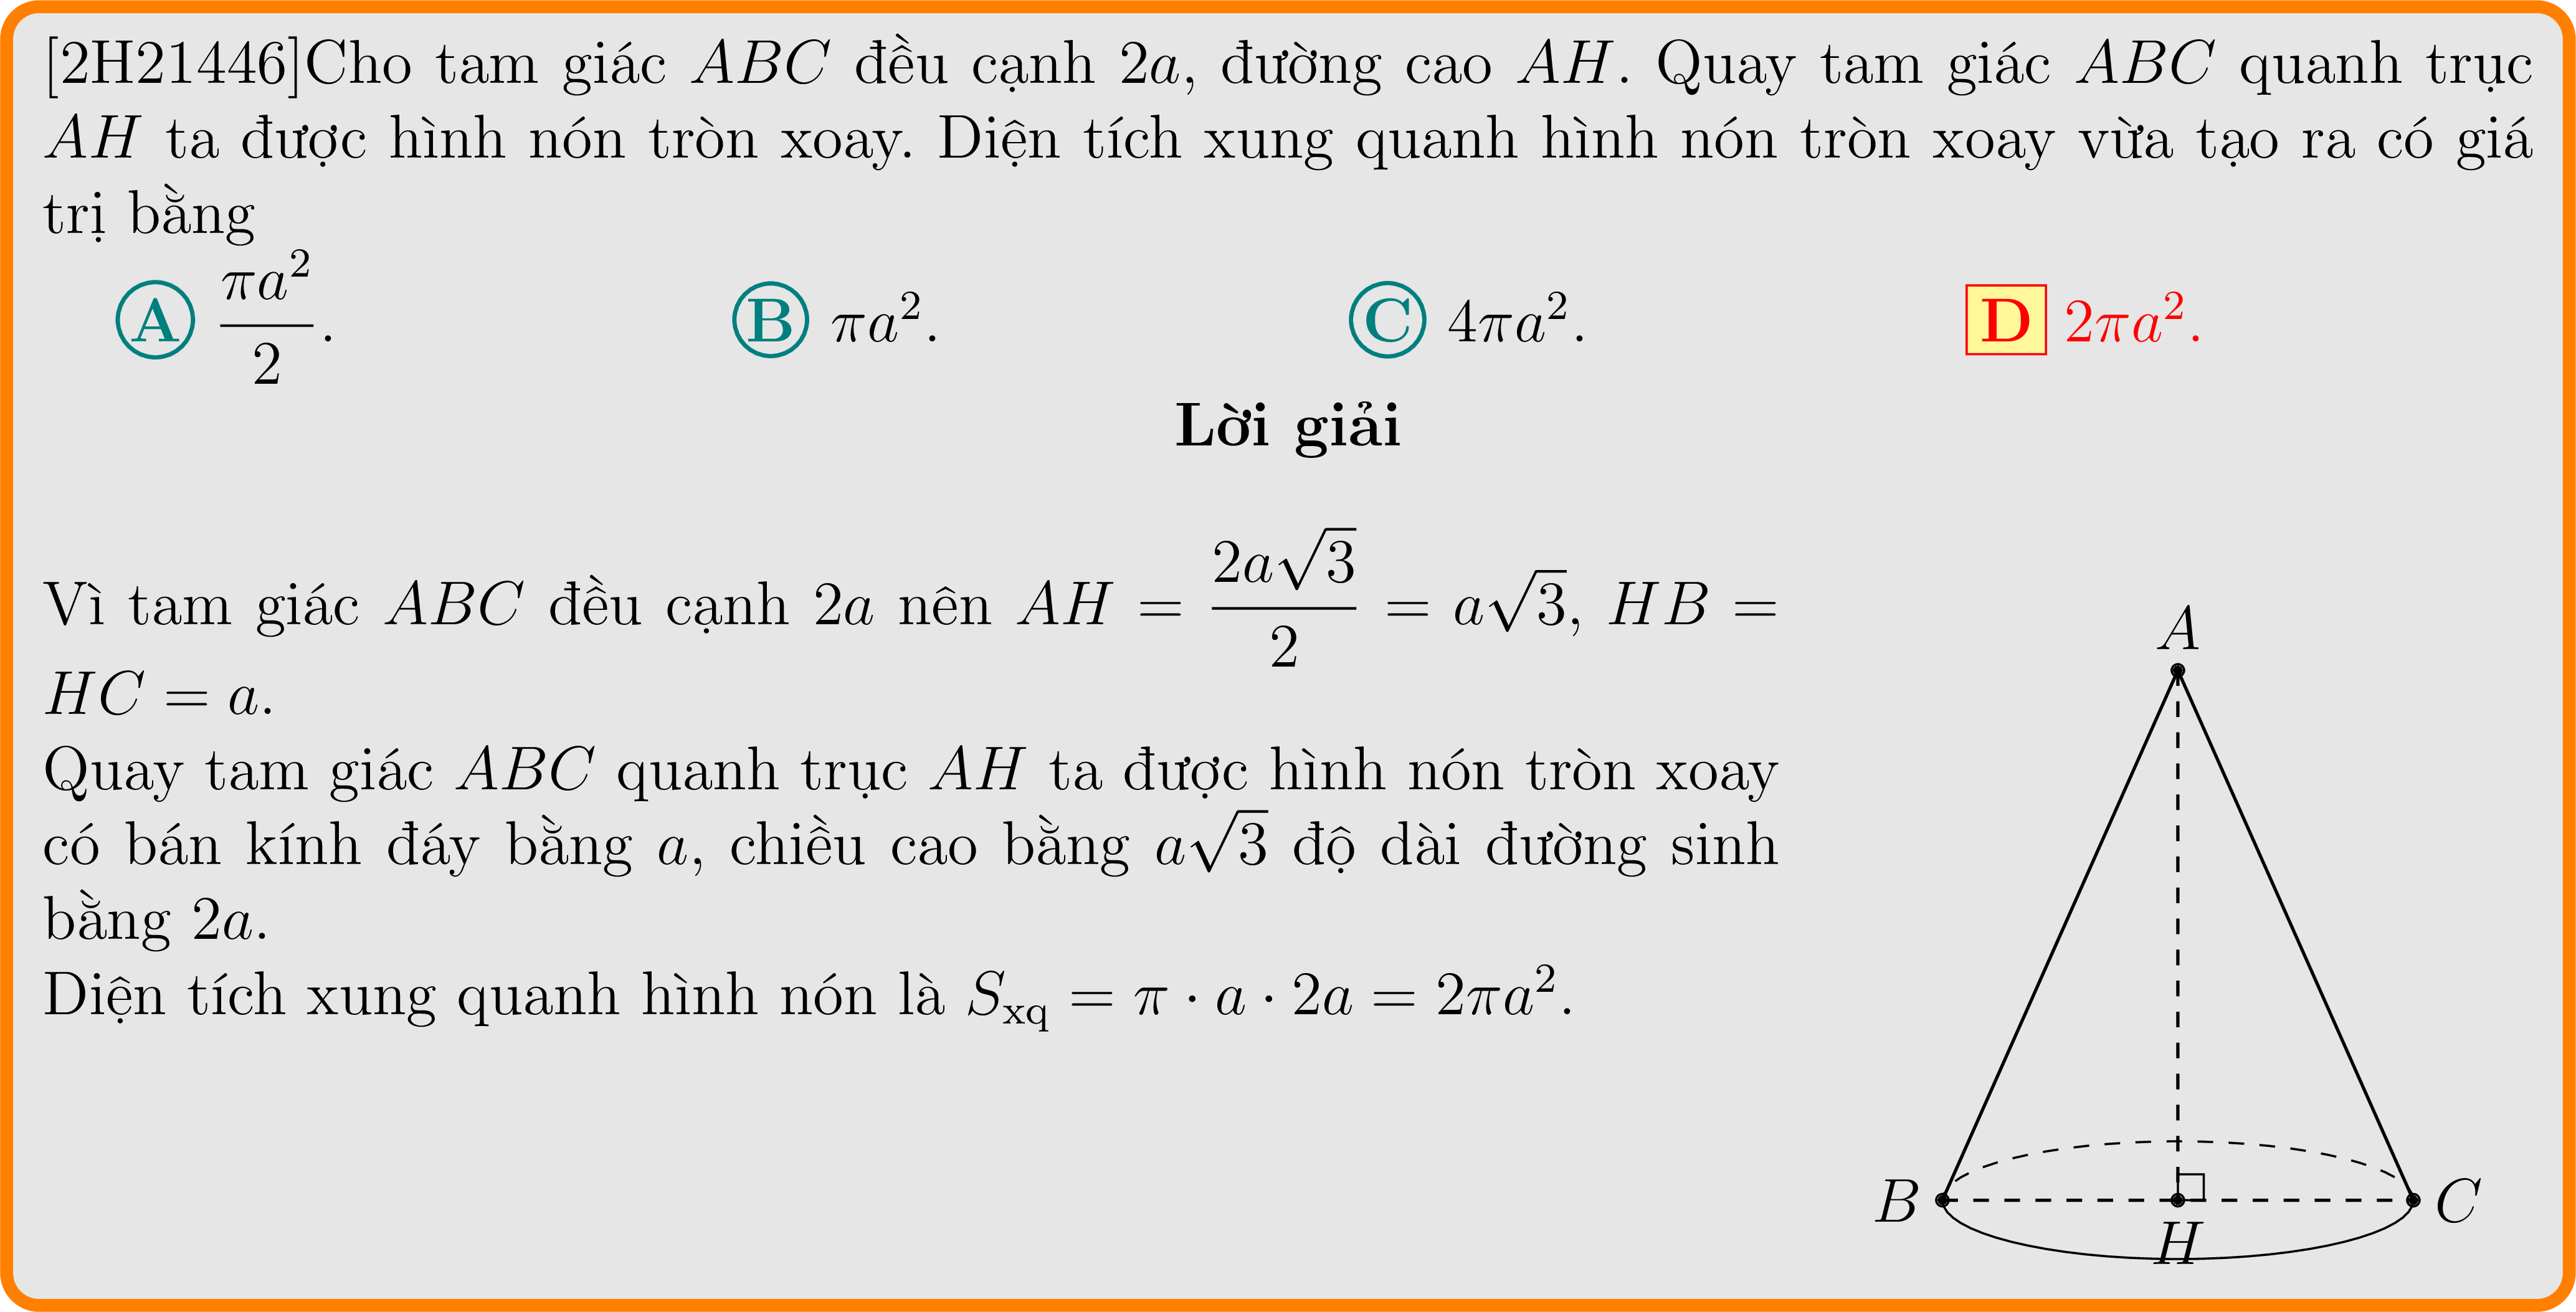 [2H21446]Cho tam giác ABC đều cạnh 2a, đường cao AH. Quay tam giác ABC quanh trục
AH ta được hình nón tròn xoay. Diện tích xung quanh hình nón tròn xoay vừa tạo ra có giá
trị bằng
A $\frac{\pi a^2}{2}$. B $\pi a^2$. C $4\pi a^2$. D $2\pi a^2$.
Lời giải
Vì tam giác ABC đều cạnh 2a nên $AH = \frac{2a\sqrt{3}}{2} = a\sqrt{3}$, HB =
HC = a.
Quay tam giác ABC quanh trục AH ta được hình nón tròn xoay
có bán kính đáy bằng a, chiều cao bằng $a\sqrt{3}$ độ dài đường sinh
bằng 2a.
Diện tích xung quanh hình nón là $S_{\text{xq}} = \pi \cdot a \cdot 2a = 2\pi a^2$.
A
B
C
H